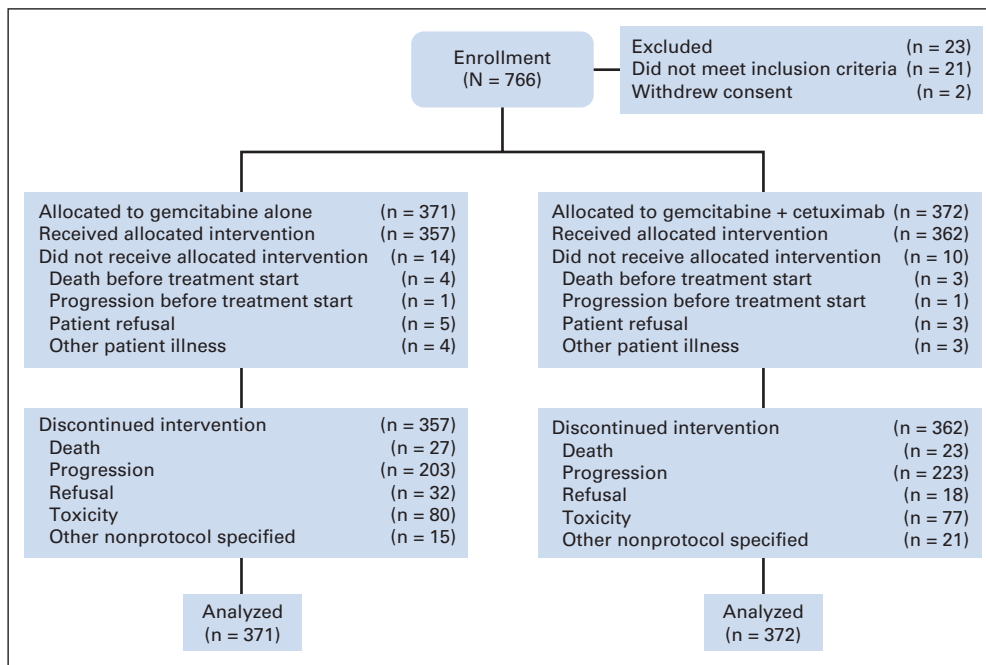 Enrollment
(N = 766)
Excluded (n = 23)
Did not meet inclusion criteria (n = 21)
Withdrew consent (n = 2)
Allocated to gemcitabine alone (n = 371)
Received allocated intervention (n = 357)
Did not receive allocated intervention (n = 14)
Death before treatment start (n = 4)
Progression before treatment start (n = 1)
Patient refusal (n = 5)
Other patient illness (n = 4)
Allocated to gemcitabine + cetuximab (n = 372)
Received allocated intervention (n = 362)
Did not receive allocated intervention (n = 10)
Death before treatment start (n = 3)
Progression before treatment start (n = 1)
Patient refusal (n = 3)
Other patient illness (n = 3)
Discontinued intervention (n = 357)
Death (n = 27)
Progression (n = 203)
Refusal (n = 32)
Toxicity (n = 80)
Other nonprotocol specified (n = 15)
Discontinued intervention (n = 362)
Death (n = 23)
Progression (n = 223)
Refusal (n = 18)
Toxicity (n = 77)
Other nonprotocol specified (n = 21)
Analyzed
(n = 371)
Analyzed
(n = 372)